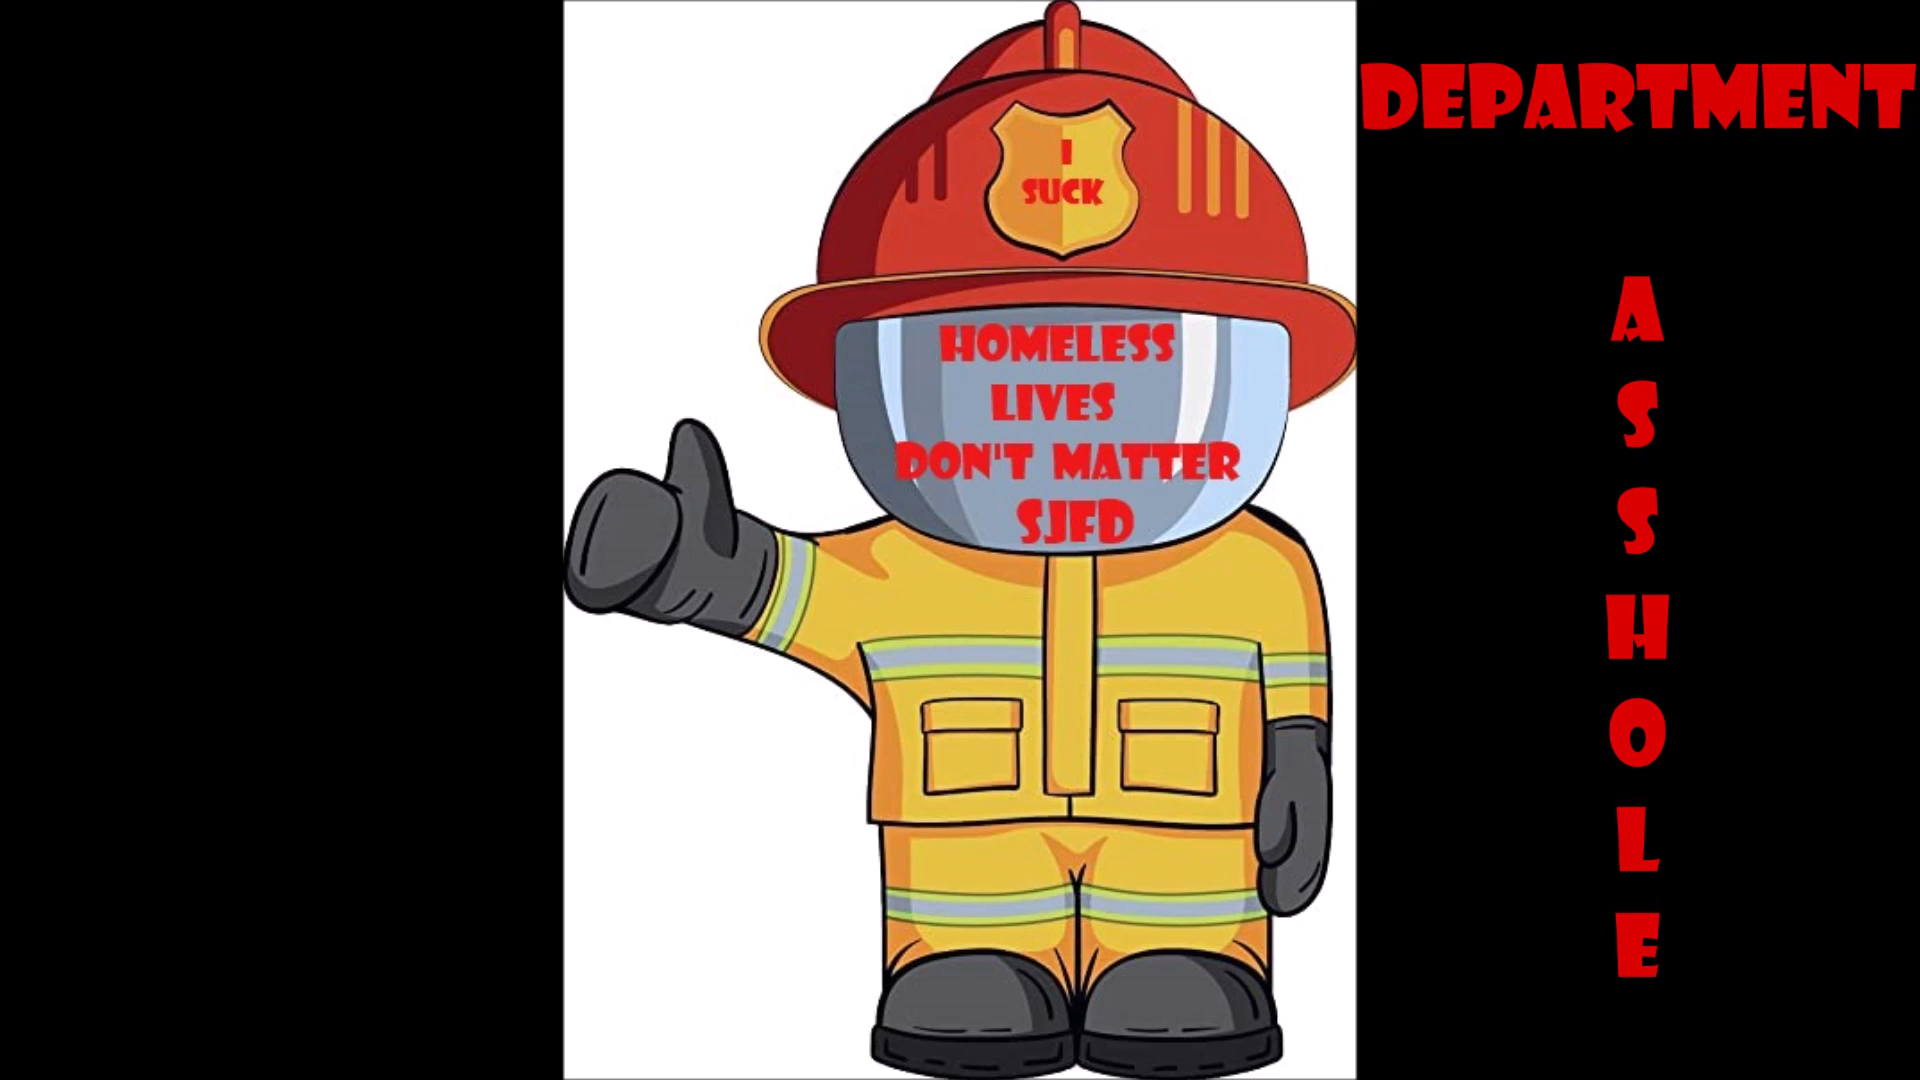 DEPARTMENT
I
SUCK
HOMELESS
LIVES
DON'T MATTER
SJFD
A
S
S
H
O
L
E